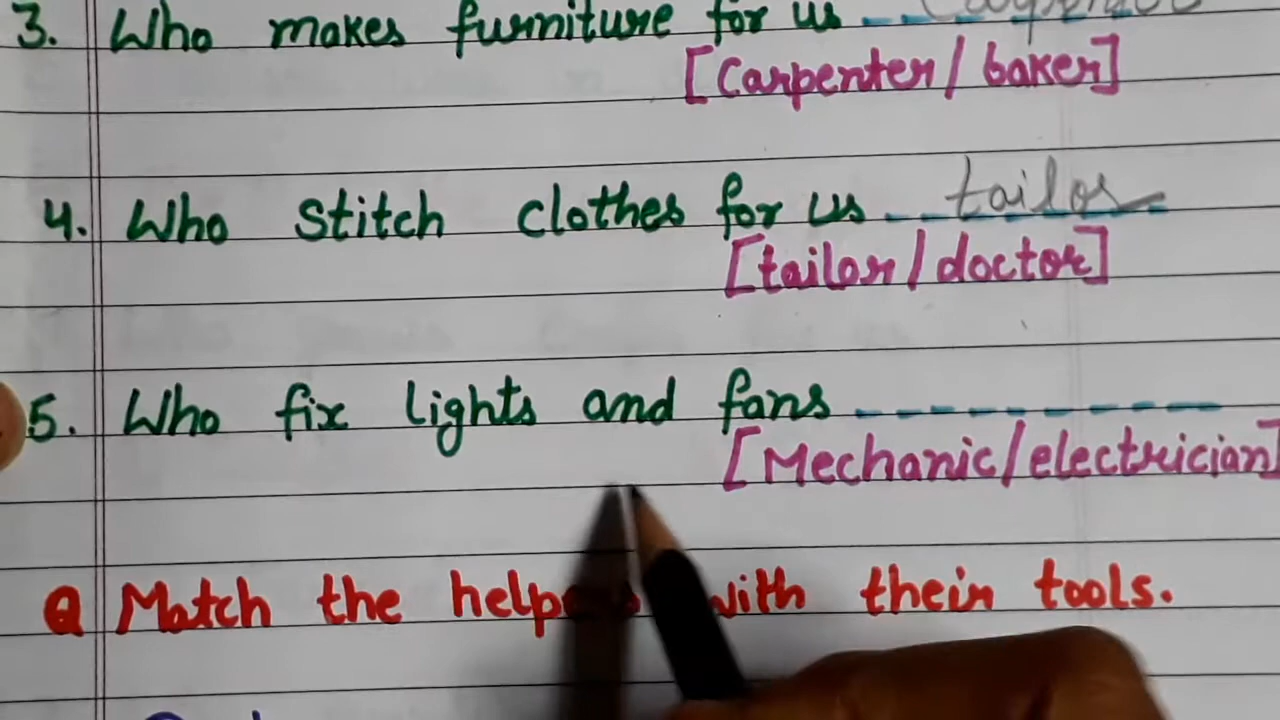 3. Who makes furniture for us
[Carpenter / baker]
4. Who stitch clothes for us tailor
[tailor / doctor]
5. Who fix lights and fans
[Mechanic / electrician]
Q Match the with their tools.